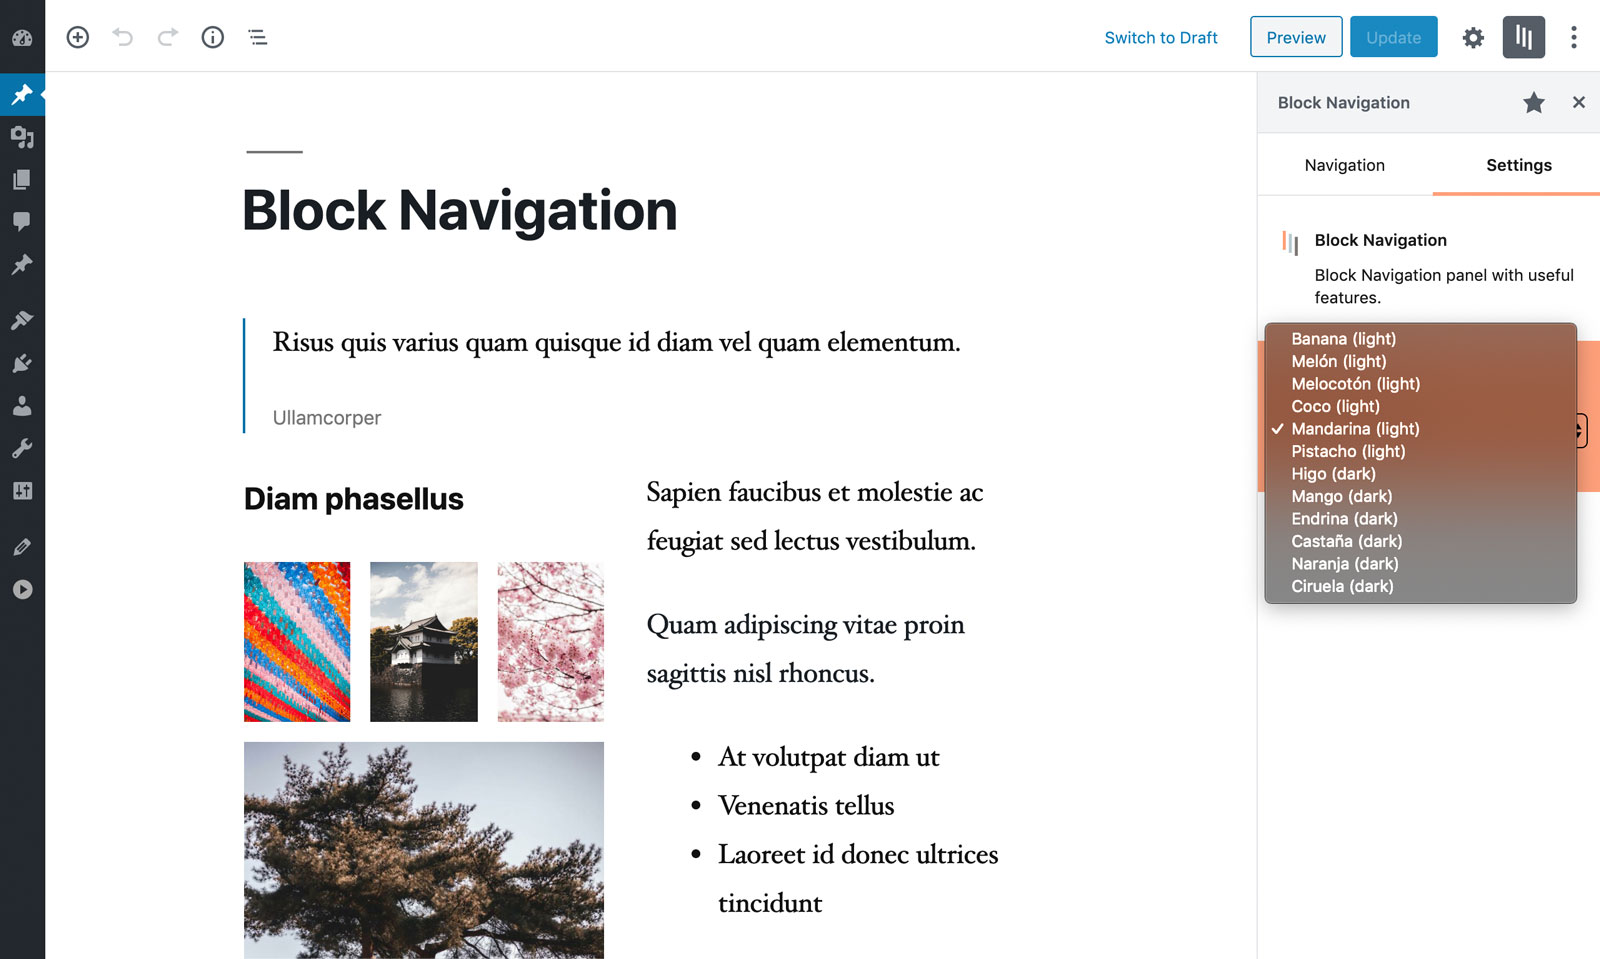 Switch to Draft
Preview
Update
Block Navigation
Navigation
Settings
Block Navigation
Block Navigation panel with useful
features.
Banana (light)
Melón (light)
Melocotón (light)
Coco (light)
Mandarina (light)
Pistacho (light)
Higo (dark)
Mango (dark)
Endrina (dark)
Castaña (dark)
Naranja (dark)
Ciruela (dark)
Block Navigation
Risus quis varius quam quisque id diam vel quam elementum.
Ullamcorper
Diam phasellus
Sapien faucibus et molestie ac
feugiat sed lectus vestibulum.
Quam adipiscing vitae proin
sagittis nisl rhoncus.
• At volutpat diam ut
• Venenatis tellus
• Laoreet id donec ultrices
tincidunt